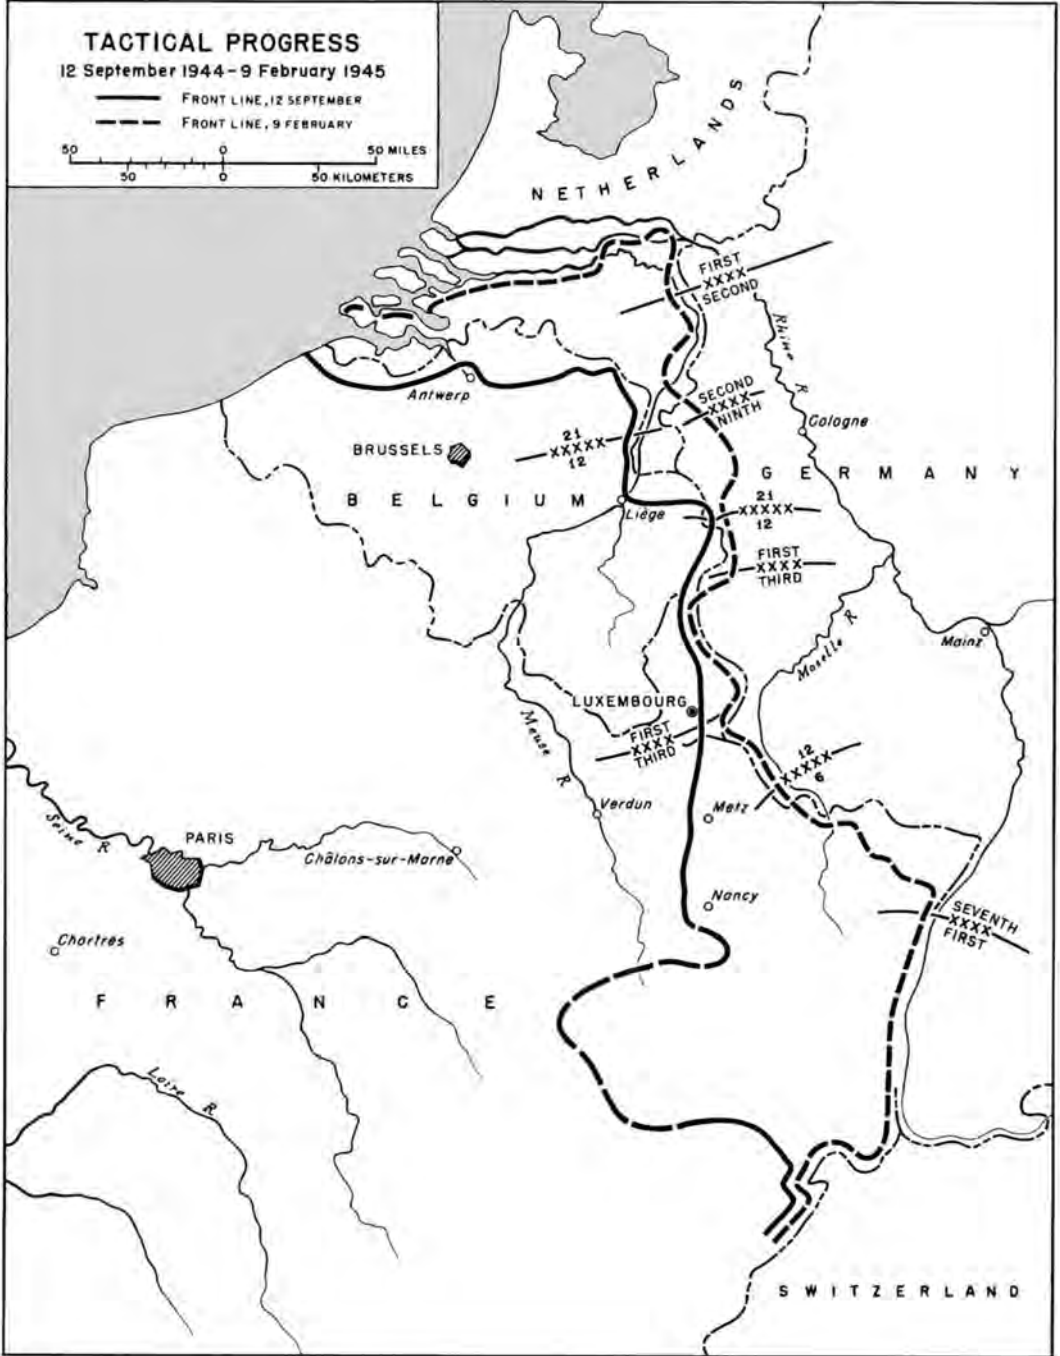 TACTICAL PROGRESS
12 September 1944-9 February 1945
FRONT LINE, 12 SEPTEMBER
FRONT LINE, 9 FEBRUARY
50 0 50 MILES
50 0 50 KILOMETERS
NETHERLANDS
FIRST
XXXX
SECOND
Rhine R
Antwerp
SECOND
XXXX
NINTH
Cologne
BRUSSELS
21
XXXXX
12
GERMANY
BELGIUM
Liège
21
XXXXX
12
FIRST
XXXX
THIRD
Moselle R
Mainz
LUXEMBOURG
Meuse R
FIRST
XXXX
THIRD
12
XXXXX
6
Verdun
Metz
Seine R
PARIS
Châlons-sur-Marne
Nancy
SEVENTH
XXXX
FIRST
Chartres
FRANCE
Loire R
SWITZERLAND